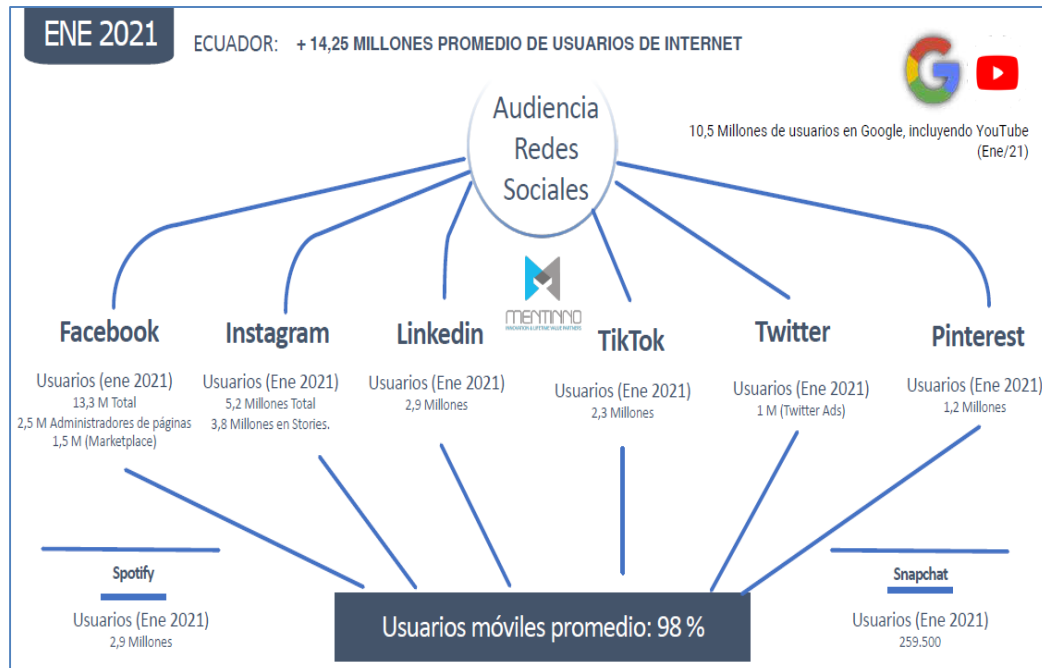 ENE 2021
ECUADOR: + 14,25 MILLONES PROMEDIO DE USUARIOS DE INTERNET
10,5 Millones de usuarios en Google, incluyendo YouTube
(Ene/21)
Audiencia
Redes
Sociales
MENTINNO
INNOVATION & LIFETIME VALUE PARTNERS
Facebook
Usuarios (ene 2021)
13,3 M Total
2,5 M Administradores de páginas
1,5 M (Marketplace)
Instagram
Usuarios (Ene 2021)
5,2 Millones Total
3,8 Millones en Stories.
Linkedin
Usuarios (Ene 2021)
2,9 Millones
TikTok
Usuarios (Ene 2021)
2,3 Millones
Twitter
Usuarios (Ene 2021)
1 M (Twitter Ads)
Pinterest
Usuarios (Ene 2021)
1,2 Millones
Spotify
Usuarios (Ene 2021)
2,9 Millones
Usuarios móviles promedio: 98 %
Snapchat
Usuarios (Ene 2021)
259.500